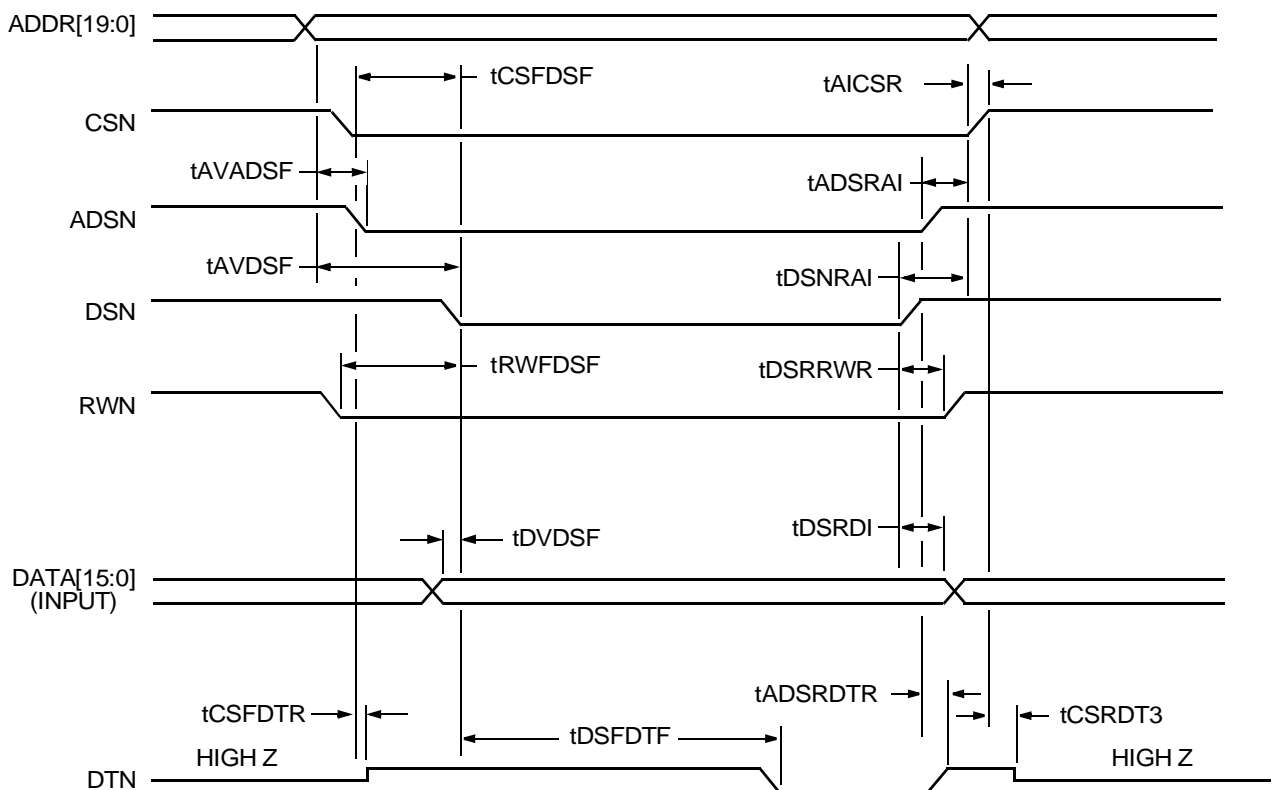 ADDR[19:0]
tCSFDSF
tAICSR
CSN
tAVADSF
tADSRAI
ADSN
tAVDSF
tDSNRAI
DSN
tRWFDSF
tDSRRWR
RWN
tDVDSF
tDSRDI
DATA[15:0]
(INPUT)
tADSRDTR
tCSFDTR
tCSRDT3
tDSFDTF
HIGH Z
HIGH Z
DTN